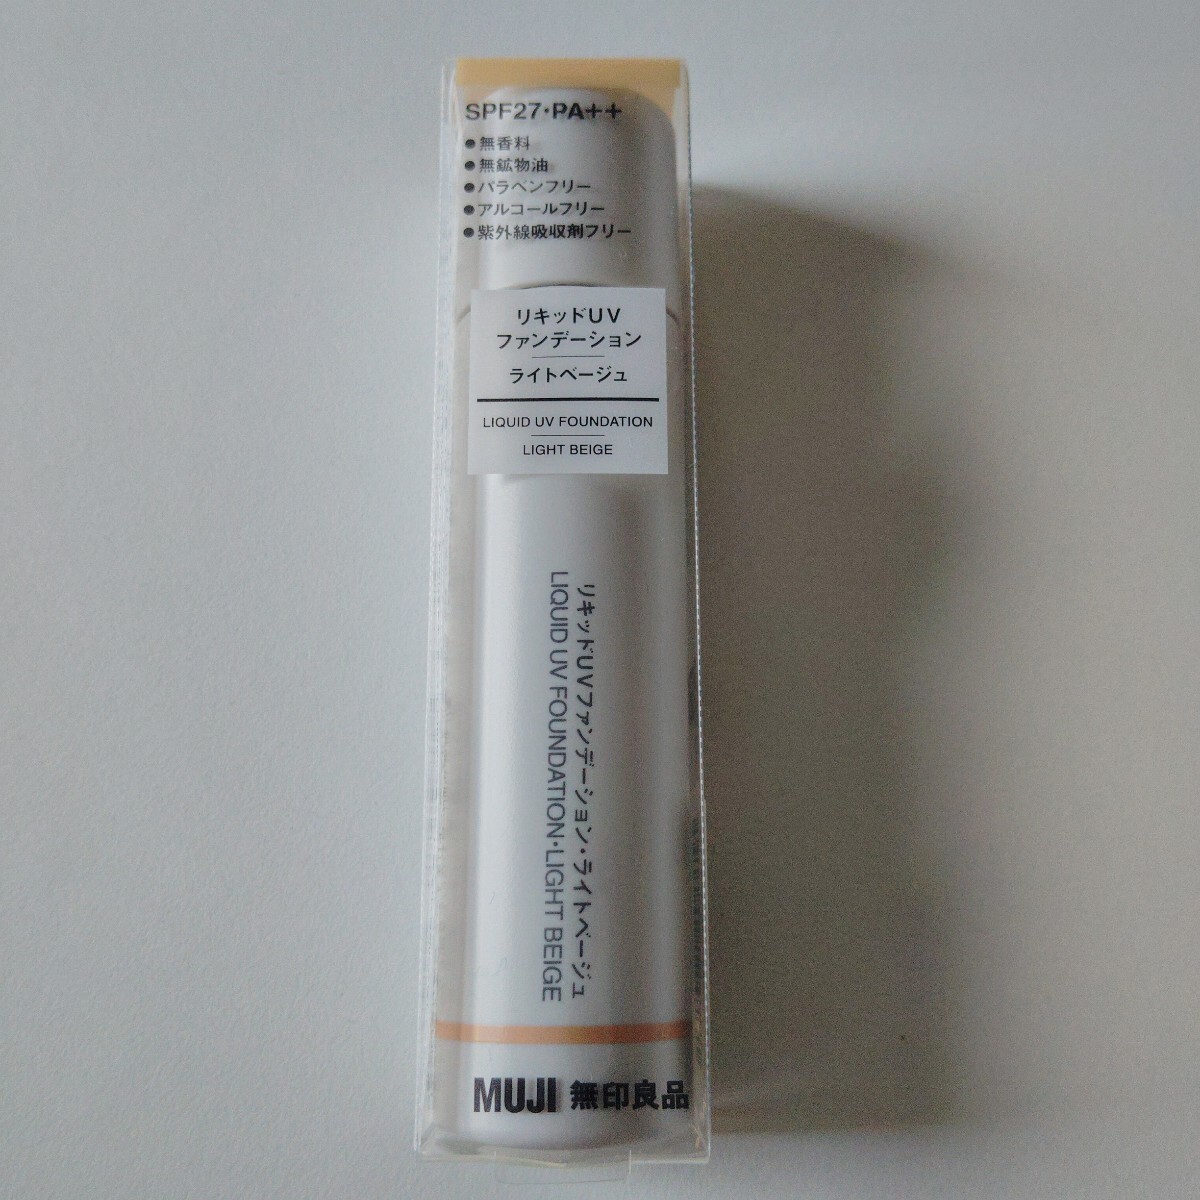 SPF27・PA++
●無香料
●無鉱物油
●パラベンフリー
●アルコールフリー
●紫外線吸収剤フリー
リキッドUV
ファンデーション
ライトベージュ
LIQUID UV FOUNDATION
LIGHT BEIGE
リキッドUVファンデーション・ライトベージュ
LIQUID UV FOUNDATION・LIGHT BEIGE
MUJI 無印良品